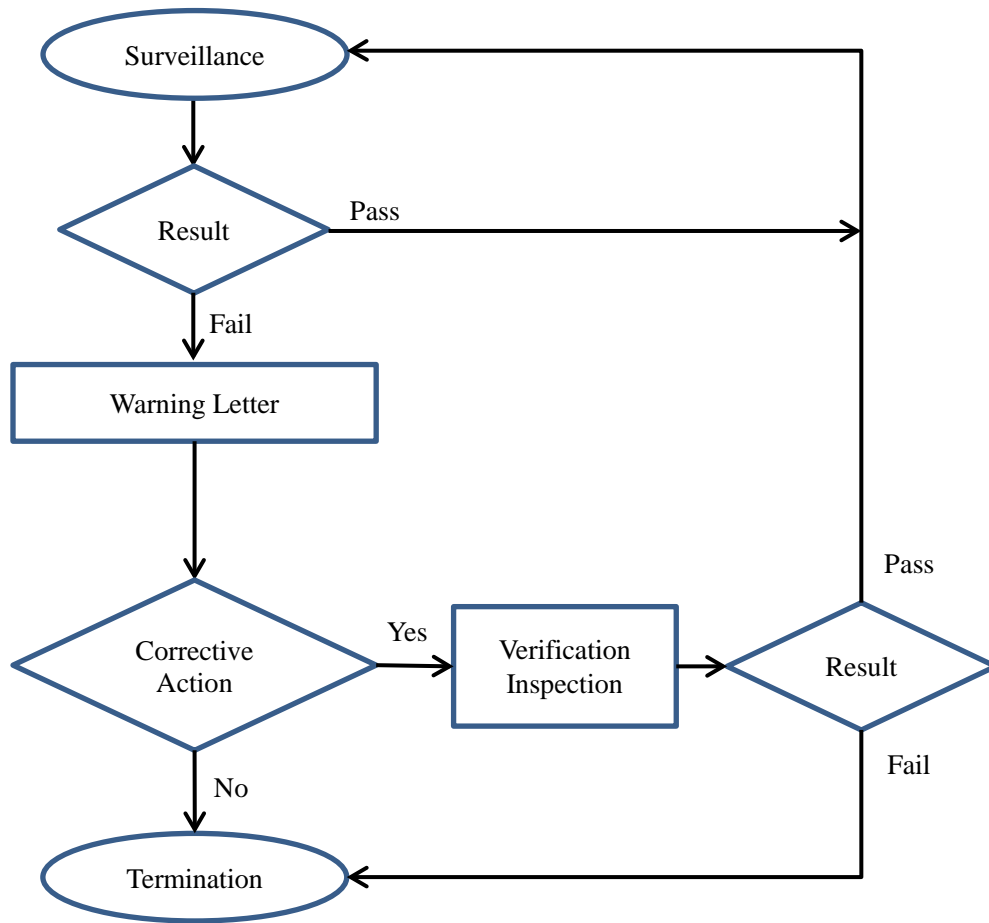 Surveillance
Result
Pass
Fail
Warning Letter
Corrective
Action
Yes
Verification
Inspection
Pass
Result
Fail
No
Termination